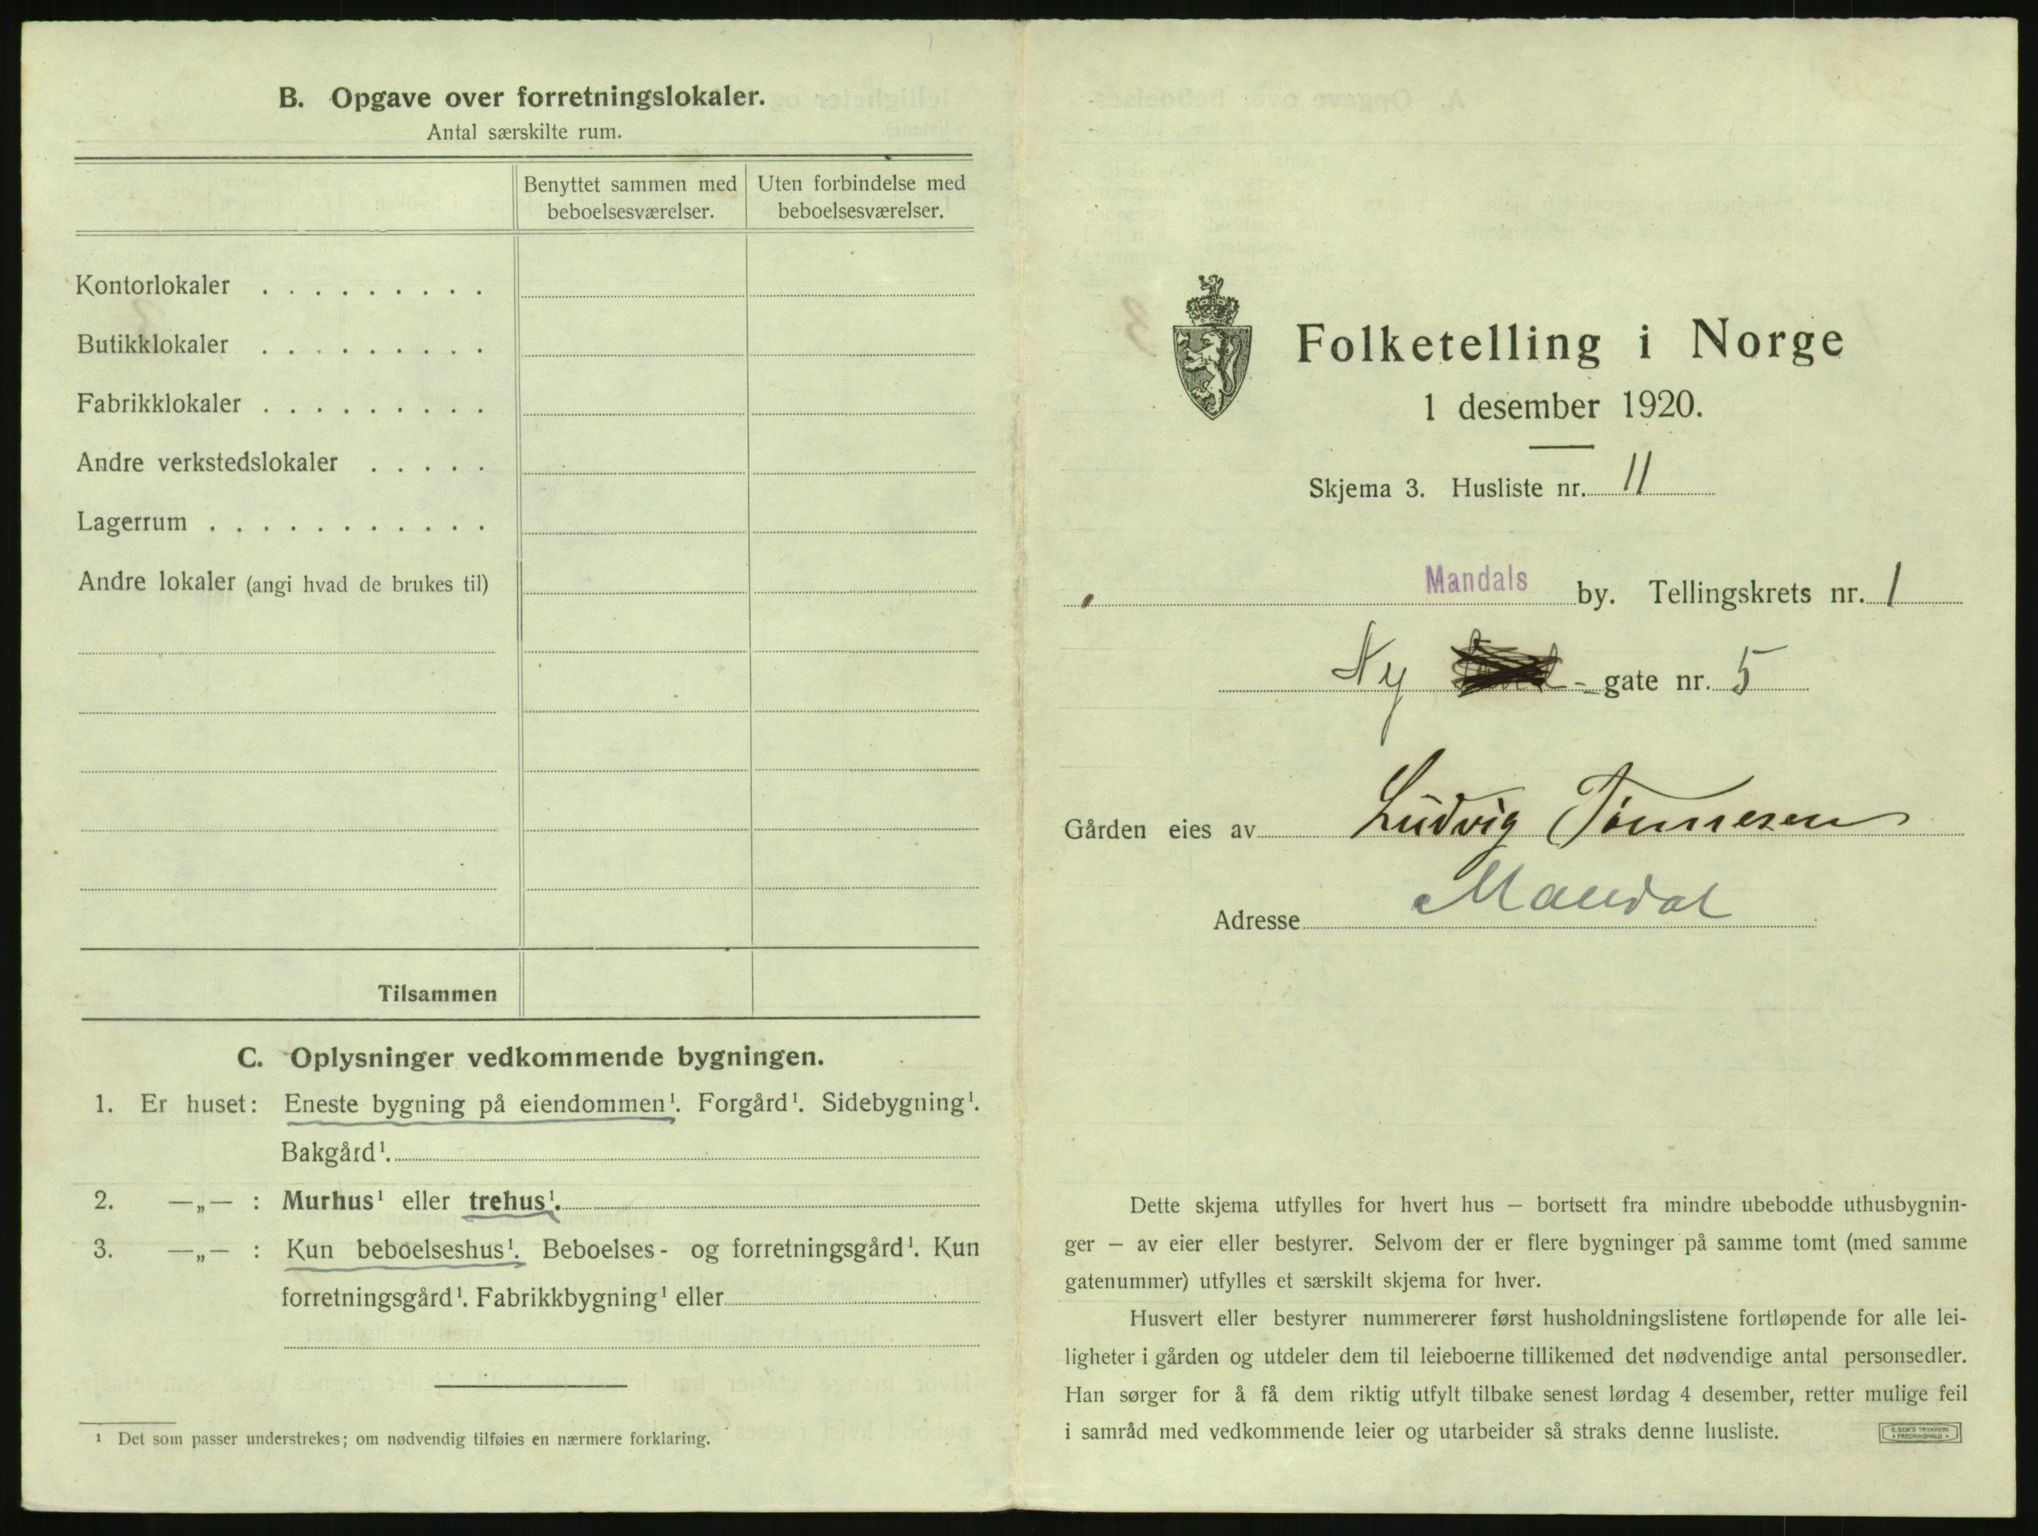 B. Opgave over forretningslokaler.
Antal særskilte rum.
Benyttet sammen med beboelsesværelser.
Uten forbindelse med beboelsesværelser.
Kontorlokaler . . . . . . . . .
Butikklokaler . . . . . . . . .
Fabrikklokaler . . . . . . . . .
Andre verkstedslokaler . . . . .
Lagerrum . . . . . . . . . . .
Andre lokaler (angi hvad de brukes til)
Tilsammen
C. Oplysninger vedkommende bygningen.
1. Er huset: Eneste bygning på eiendommen¹. Forgård¹. Sidebygning¹.
Bakgård¹.
2. —„— : Murhus¹ eller trehus¹.
3. —„— : Kun beboelseshus¹. Beboelses- og forretningsgård¹. Kun
forretningsgård¹. Fabrikkbygning¹ eller
¹ Det som passer understrekes; om nødvendig tilføies en nærmere forklaring.
Folketelling i Norge
1 desember 1920.
Skjema 3. Husliste nr. 11
Mandals by. Tellingskrets nr. 1
Ny - gate nr. 5
Gården eies av Ludvig Tønnesen
Adresse Mandal
Dette skjema utfylles for hvert hus — bortsett fra mindre ubebodde uthusbygnin-
ger — av eier eller bestyrer. Selvom der er flere bygninger på samme tomt (med samme
gatenummer) utfylles et særskilt skjema for hver.
Husvert eller bestyrer nummererer først husholdningslistene fortløpende for alle lei-
ligheter i gården og utdeler dem til leieboerne tillikemed det nødvendige antal personsedler.
Han sørger for å få dem riktig utfylt tilbake senest lørdag 4 desember, retter mulige feil
i samråd med vedkommende leier og utarbeider så straks denne husliste.